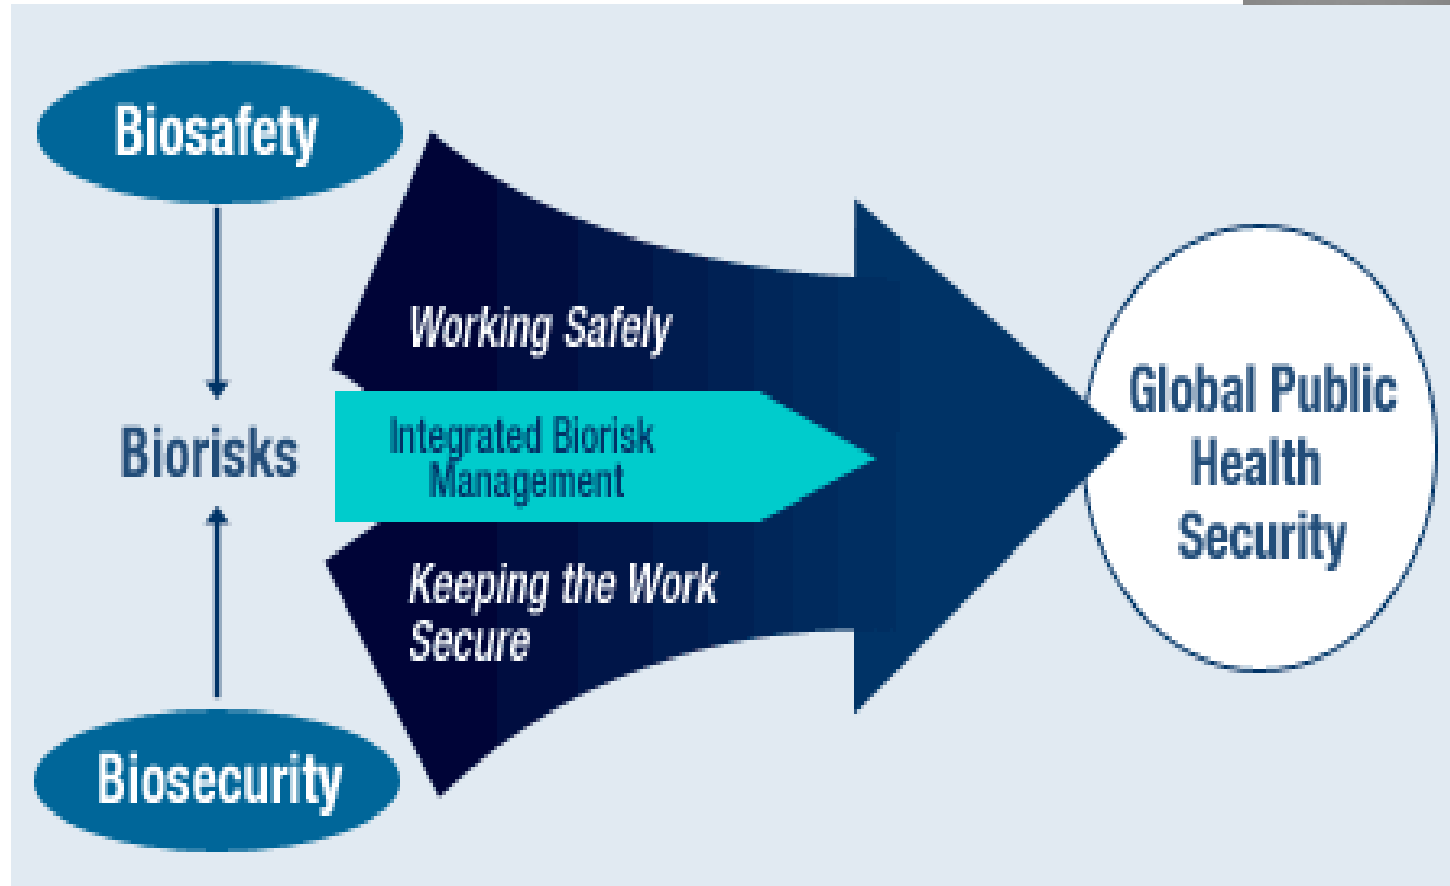 Biosafety
Working Safely
Biorisks
Integrated Biorisk
Management
Global Public
Health
Security
Keeping the Work
Secure
Biosecurity